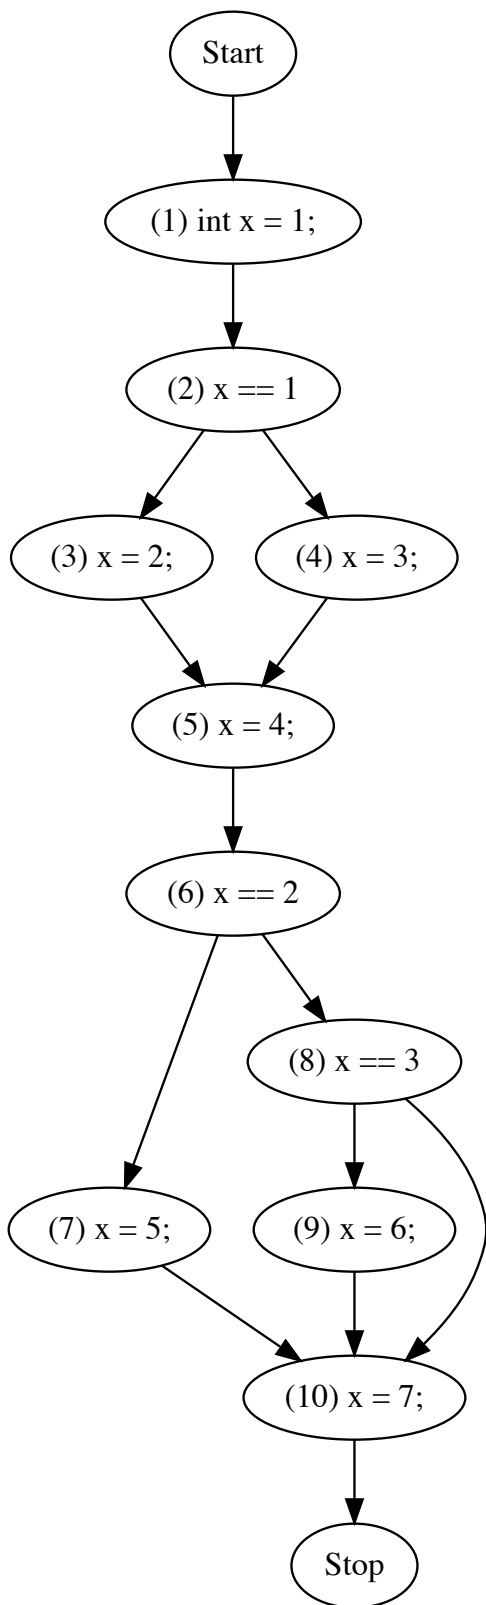 Start
(1) int x = 1;
(2) x == 1
(3) x = 2;
(4) x = 3;
(5) x = 4;
(6) x == 2
(8) x == 3
(7) x = 5;
(9) x = 6;
(10) x = 7;
Stop